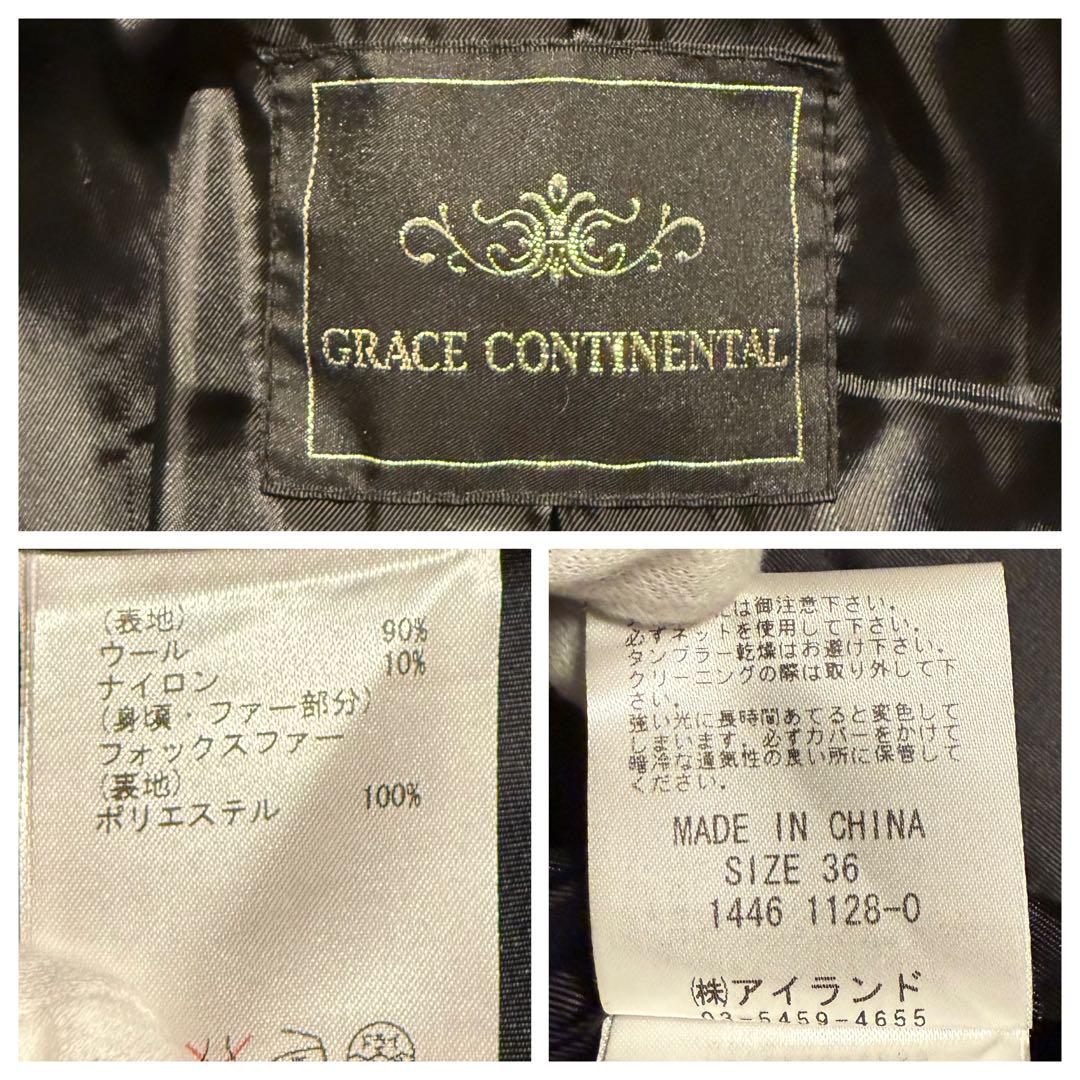 GRACE CONTINENTAL
(表地)
ウール 90%
ナイロン 10%
(身頃・ファー部分)
フォックスファー
(裏地)
ポリエステル 100%
ドライ
は御注意下さい。
必ずネットを使用して下さい。
タンブラー乾燥はお避け下さい。
クリーニングの際は取り外して下
さい。
強い光に長時間あてると変色して
しまいます。必ずカバーをかけて
暗冷な通気性の良い所に保管して
ください。
MADE IN CHINA
SIZE 36
1446 1128-0
(株)アイランド
03-5459-4655